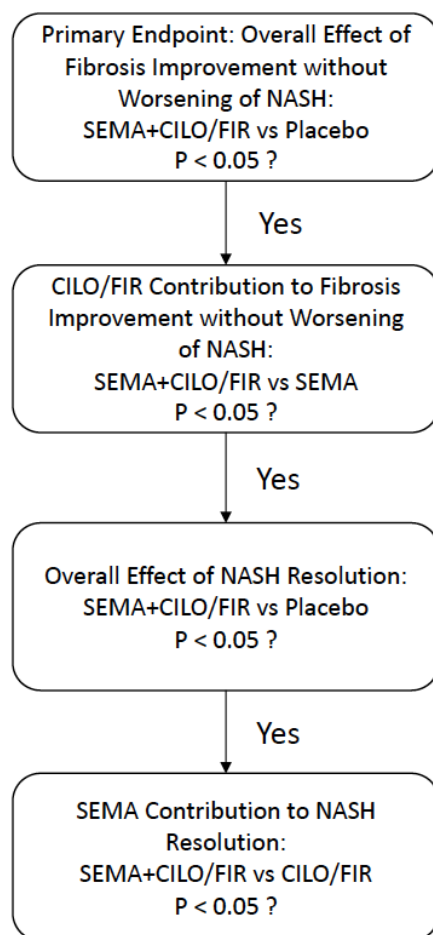 Primary Endpoint: Overall Effect of
Fibrosis Improvement without
Worsening of NASH:
SEMA+CILO/FIR vs Placebo
P < 0.05 ?
Yes
CILO/FIR Contribution to Fibrosis
Improvement without Worsening
of NASH:
SEMA+CILO/FIR vs SEMA
P < 0.05 ?
Yes
Overall Effect of NASH Resolution:
SEMA+CILO/FIR vs Placebo
P < 0.05 ?
Yes
SEMA Contribution to NASH
Resolution:
SEMA+CILO/FIR vs CILO/FIR
P < 0.05 ?